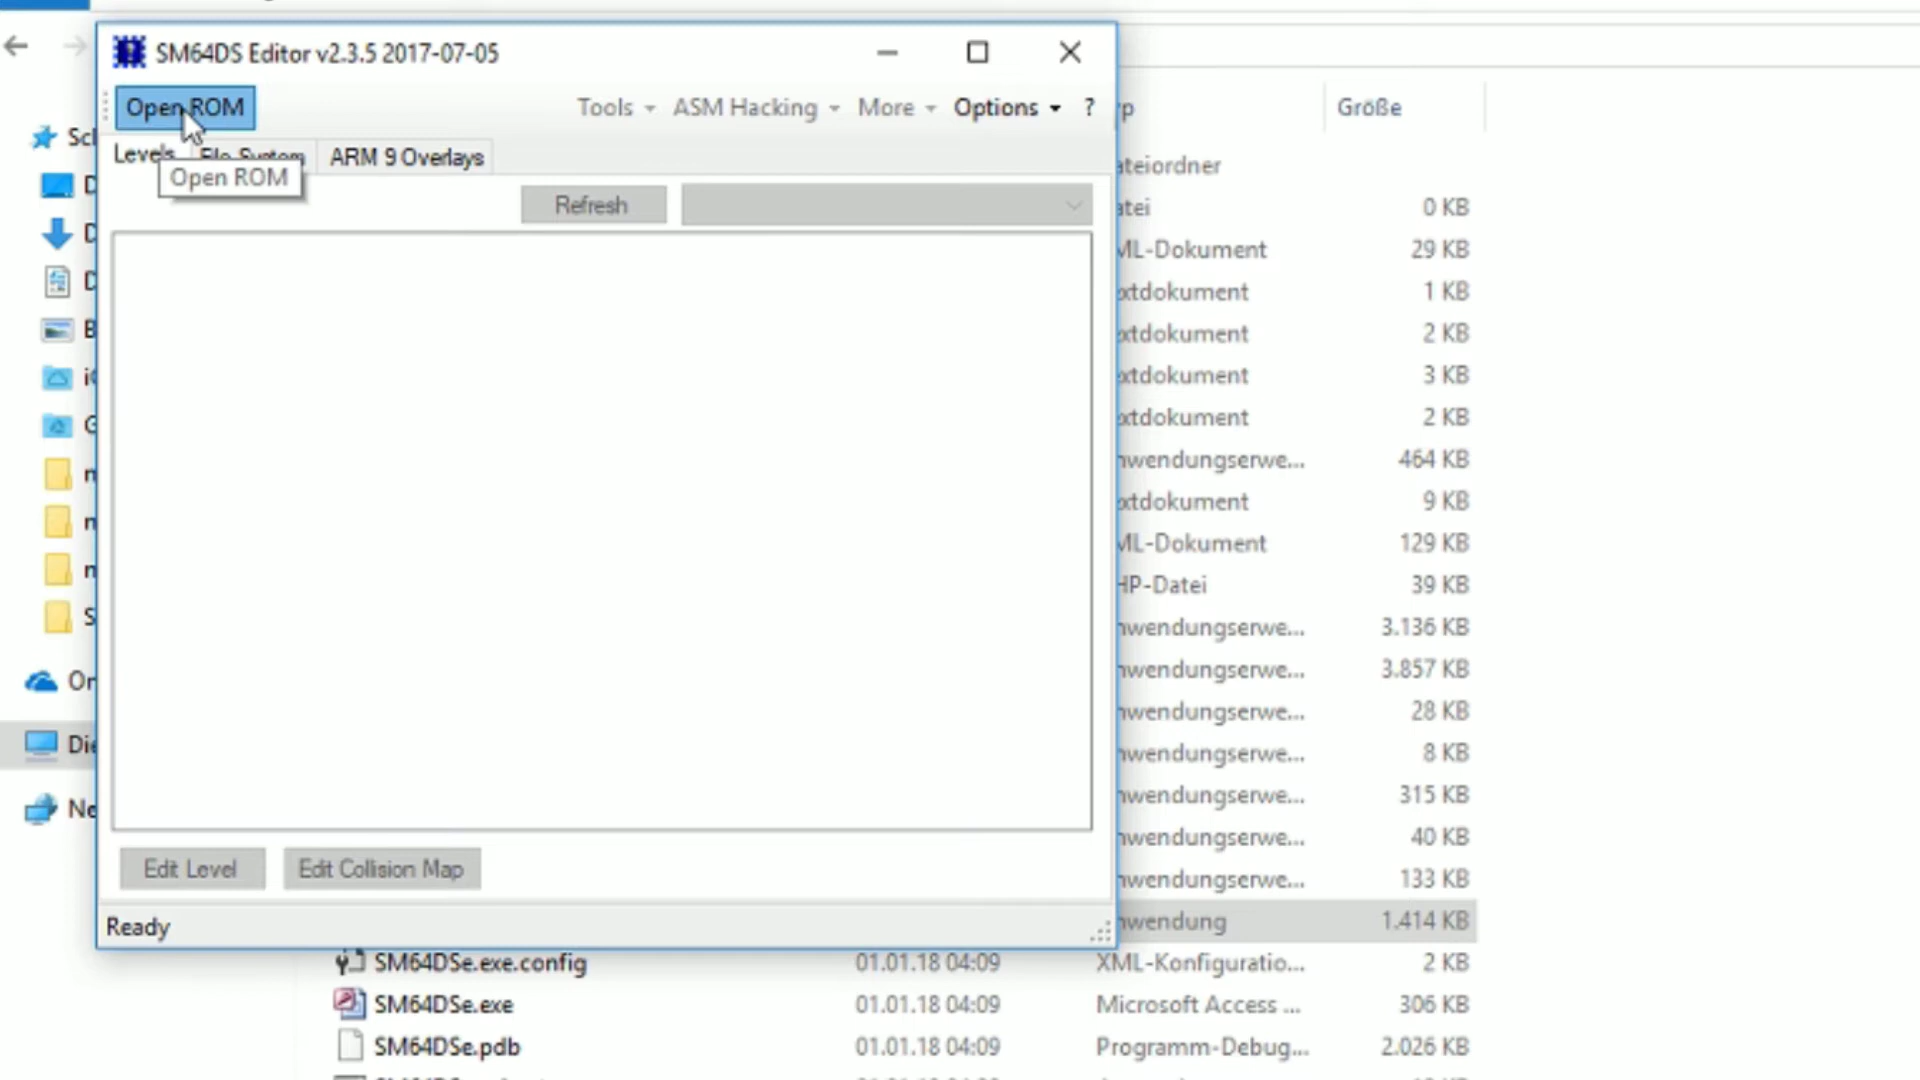 SM64DS Editor v2.3.5 2017-07-05
Open ROM Tools ASM Hacking More Options ?
Levels File System ARM 9 Overlays
Open ROM
Refresh
Edit Level Edit Collision Map
Ready
Größe
ateiordner
atei 0 KB
ML-Dokument 29 KB
xtdokument 1 KB
xtdokument 2 KB
xtdokument 3 KB
xtdokument 2 KB
nwendungserwe... 464 KB
xtdokument 9 KB
ML-Dokument 129 KB
HP-Datei 39 KB
nwendungserwe... 3.136 KB
nwendungserwe... 3.857 KB
nwendungserwe... 28 KB
nwendungserwe... 8 KB
nwendungserwe... 315 KB
nwendungserwe... 40 KB
nwendungserwe... 133 KB
nwendung 1.414 KB
SM64DSe.exe.config 01.01.18 04:09 XML-Konfiguratio... 2 KB
SM64DSe.exe 01.01.18 04:09 Microsoft Access ... 306 KB
SM64DSe.pdb 01.01.18 04:09 Programm-Debug... 2.026 KB